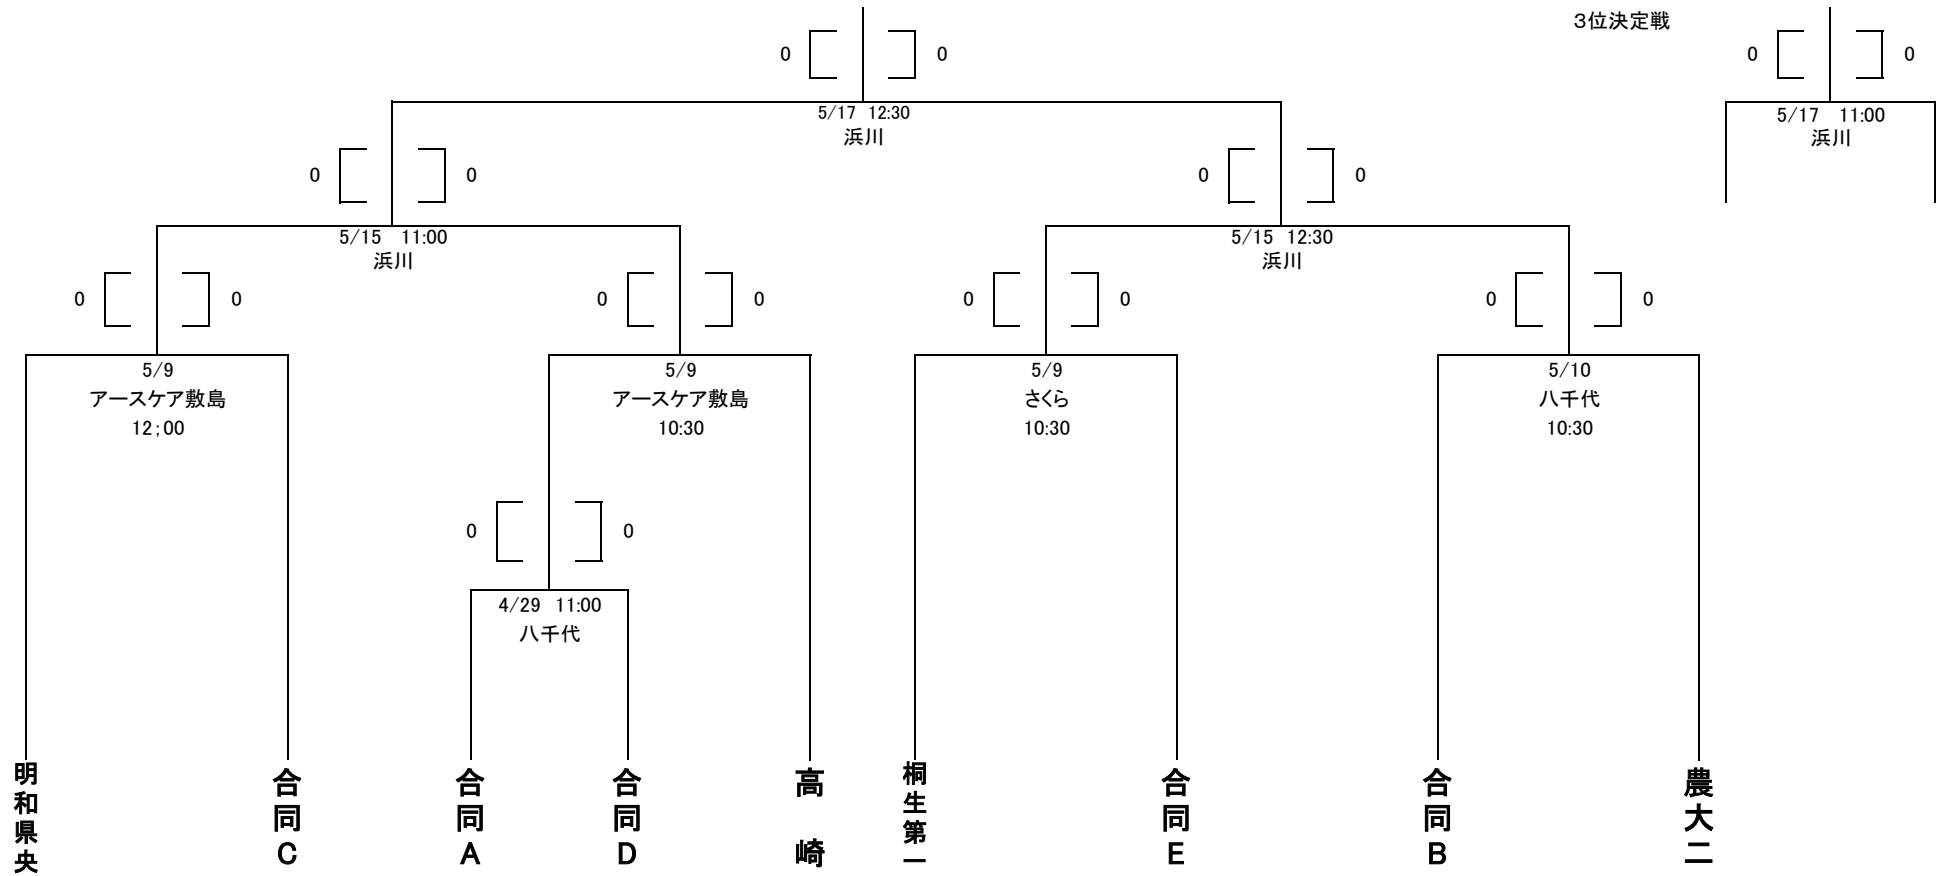 ３位決定戦
0 0
0 0
5/17 12:30
浜川
5/17 11:00
浜川
0 0
0 0
5/15 11:00
浜川
5/15 12:30
浜川
0 0
0 0
0 0
0 0
5/9
アースケア敷島
12；00
5/9
アースケア敷島
10:30
5/9
さくら
10:30
5/10
八千代
10:30
0 0
4/29 11:00
八千代
明和県央
合同C
合同A
合同D
高崎
桐生第一
合同E
合同B
農大二